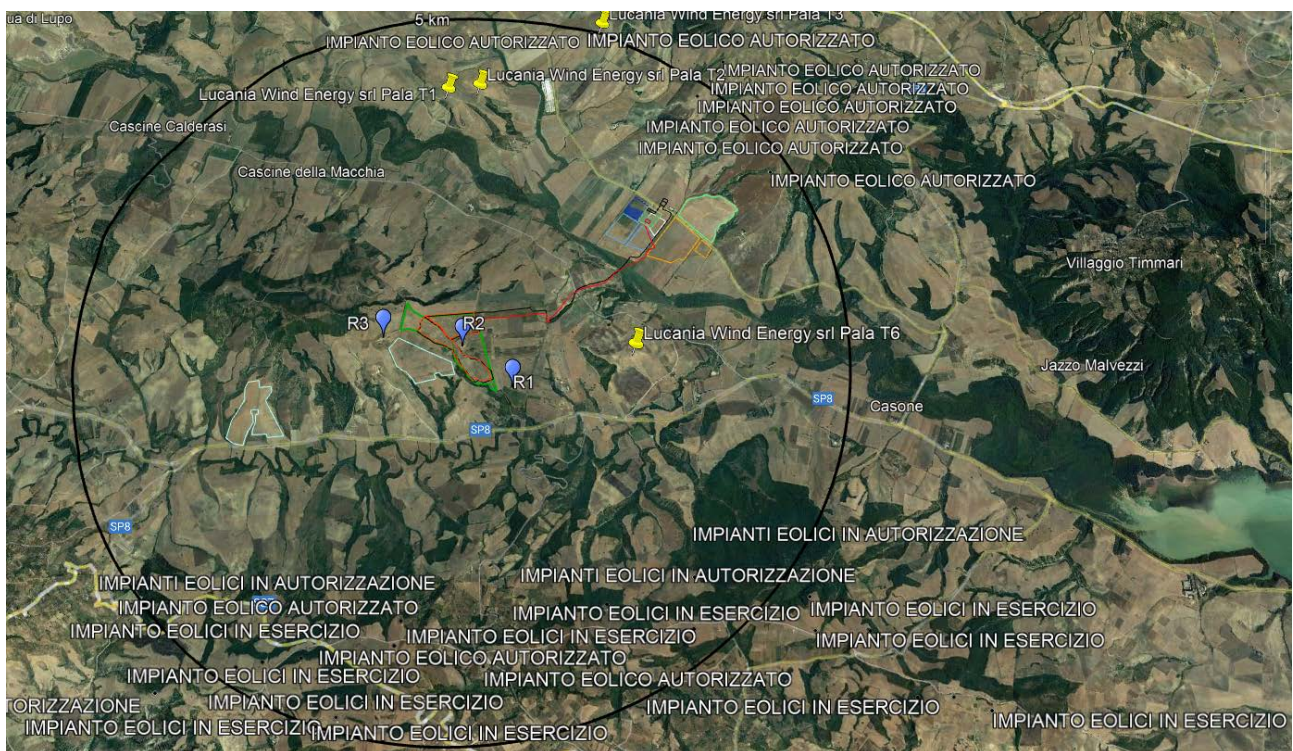 ua di Lupo
5 km
Lucania Wind Energy srl Pala T3
IMPIANTO EOLICO AUTORIZZATO
IMPIANTO EOLICO AUTORIZZATO
Lucania Wind Energy srl Pala T2
IMPIANTO EOLICO AUTORIZZATO
Lucania Wind Energy srl Pala T1
IMPIANTO EOLICO AUTORIZZATO
IMPIANTO EOLICO AUTORIZZATO
Cascine Calderasi
IMPIANTO EOLICO AUTORIZZATO
IMPIANTO EOLICO AUTORIZZATO
Cascine della Macchia
IMPIANTO EOLICO AUTORIZZATO
Villaggio Timmari
R3
R2
Lucania Wind Energy srl Pala T6
Jazzo Malvezzi
R1
SP8
Casone
SP8
SP8
IMPIANTI EOLICI IN AUTORIZZAZIONE
IMPIANTI EOLICI IN AUTORIZZAZIONE
IMPIANTI EOLICI IN AUTORIZZAZIONE
IMPIANTO EOLICO AUTORIZZATO
IMPIANTO EOLICI IN ESERCIZIO
IMPIANTO EOLICI IN ESERCIZIO
IMPIANTO EOLICI IN ESERCIZIO
IMPIANTO EOLICI IN ESERCIZIO
IMPIANTO EOLICI IN ESERCIZIO
IMPIANTO EOLICO AUTORIZZATO
IMPIANTO EOLICI IN ESERCIZIO
IMPIANTO EOLICO AUTORIZZATO
TORIZZAZIONE
IMPIANTO EOLICI IN ESERCIZIO
IMPIANTO EOLICI IN ESERCIZIO
IMPIANTO EOLICI IN ESERCIZIO
IMPIANTO EOLICI IN ESERCIZIO
IMPIANTO EOLICI IN ESERCIZIO